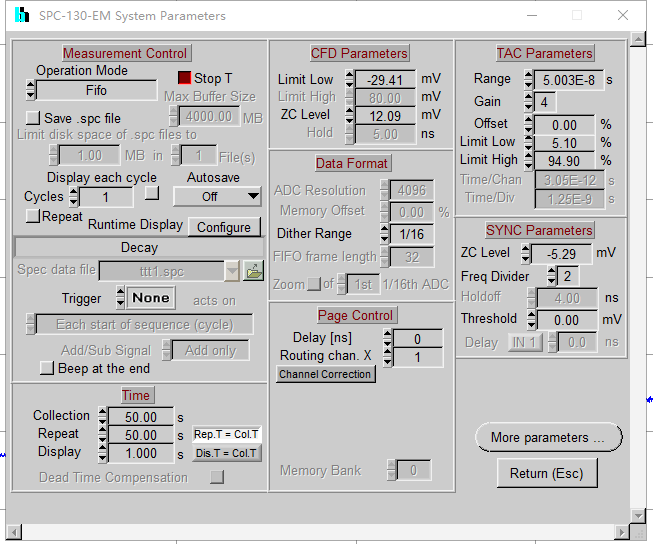 SPC-130-EM System Parameters
Measurement Control
Operation Mode
Fifo
Stop T
Max Buffer Size
Save .spc file
4000.00 MB
Limit disk space of .spc files to
1.00 MB in 1 File(s)
Display each cycle
Autosave
Cycles 1
Off
Repeat
Runtime Display Configure
Decay
Spec data file ttt1.spc
Trigger None acts on
Each start of sequence (cycle)
Add/Sub Signal Add only
Beep at the end
Time
Collection 50.00 s
Repeat 50.00 s Rep.T = Col.T
Display 1.000 s Dis.T = Col.T
Dead Time Compensation
CFD Parameters
Limit Low -29.41 mV
Limit High 80.00 mV
ZC Level 12.09 mV
Hold 5.00 ns
Data Format
ADC Resolution 4096
Memory Offset 0.00 %
Dither Range 1/16
FIFO frame length 32
Zoom of 1st 1/16th ADC
Page Control
Delay [ns] 0
Routing chan. X 1
Channel Correction
Memory Bank 0
TAC Parameters
Range 5.003E-8 s
Gain 4
Offset 0.00 %
Limit Low 5.10 %
Limit High 94.90 %
Time/Chan 3.05E-12 s
Time/Div 1.25E-9 s
SYNC Parameters
ZC Level -5.29 mV
Freq Divider 2
Holdoff 4.00 ns
Threshold 0.00 mV
Delay IN 1 0.0 ns
More parameters ...
Return (Esc)